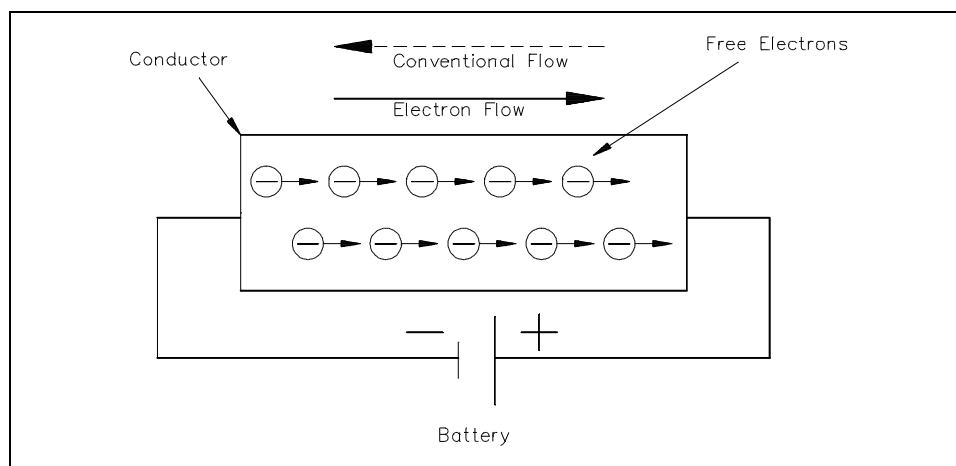 Conductor
Conventional Flow
Free Electrons
Electron Flow
− +
Battery